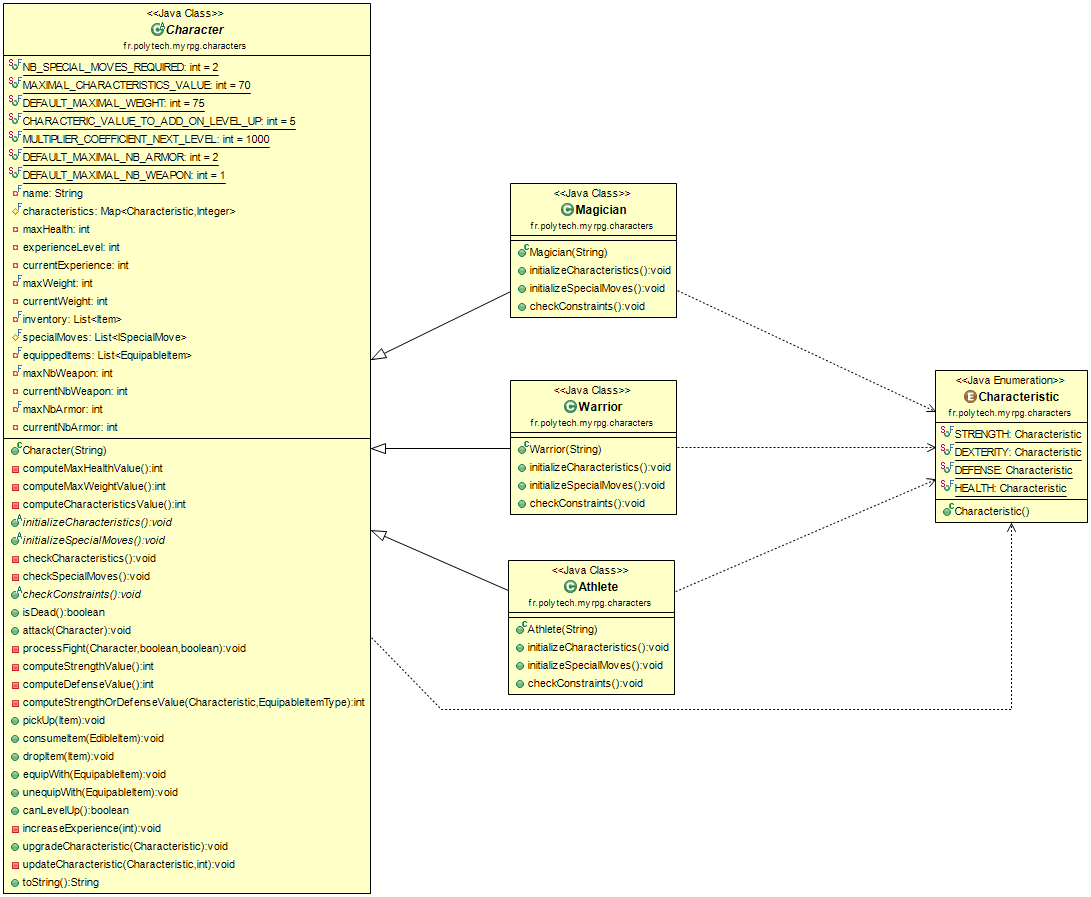 <<Java Class>>
Character
fr.polytech.myrpg.characters
NB_SPECIAL_MOVES_REQUIRED: int = 2
MAXIMAL_CHARACTERISTICS_VALUE: int = 70
DEFAULT_MAXIMAL_WEIGHT: int = 75
CHARACTERIC_VALUE_TO_ADD_ON_LEVEL_UP: int = 5
MULTIPLIER_COEFFICIENT_NEXT_LEVEL: int = 1000
DEFAULT_MAXIMAL_NB_ARMOR: int = 2
DEFAULT_MAXIMAL_NB_WEAPON: int = 1
name: String
characteristics: Map<Characteristic,Integer>
maxHealth: int
experienceLevel: int
currentExperience: int
maxWeight: int
currentWeight: int
inventory: List<Item>
specialMoves: List<ISpecialMove>
equippedItems: List<EquipableItem>
maxNbWeapon: int
currentNbWeapon: int
maxNbArmor: int
currentNbArmor: int
Character(String)
computeMaxHealthValue():int
computeMaxWeightValue():int
computeCharacteristicsValue():int
initializeCharacteristics():void
initializeSpecialMoves():void
checkCharacteristics():void
checkSpecialMoves():void
checkConstraints():void
isDead():boolean
attack(Character):void
processFight(Character,boolean,boolean):void
computeStrengthValue():int
computeDefenseValue():int
computeStrengthOrDefenseValue(Characteristic,EquipableItemType):int
pickUp(Item):void
consumeItem(EdibleItem):void
dropItem(Item):void
equipWith(EquipableItem):void
unequipWith(EquipableItem):void
canLevelUp():boolean
increaseExperience(int):void
upgradeCharacteristic(Characteristic):void
updateCharacteristic(Characteristic,int):void
toString():String
<<Java Class>>
Magician
fr.polytech.myrpg.characters
Magician(String)
initializeCharacteristics():void
initializeSpecialMoves():void
checkConstraints():void
<<Java Class>>
Warrior
fr.polytech.myrpg.characters
Warrior(String)
initializeCharacteristics():void
initializeSpecialMoves():void
checkConstraints():void
<<Java Class>>
Athlete
fr.polytech.myrpg.characters
Athlete(String)
initializeCharacteristics():void
initializeSpecialMoves():void
checkConstraints():void
<<Java Enumeration>>
Characteristic
fr.polytech.myrpg.characters
STRENGTH: Characteristic
DEXTERITY: Characteristic
DEFENSE: Characteristic
HEALTH: Characteristic
Characteristic()